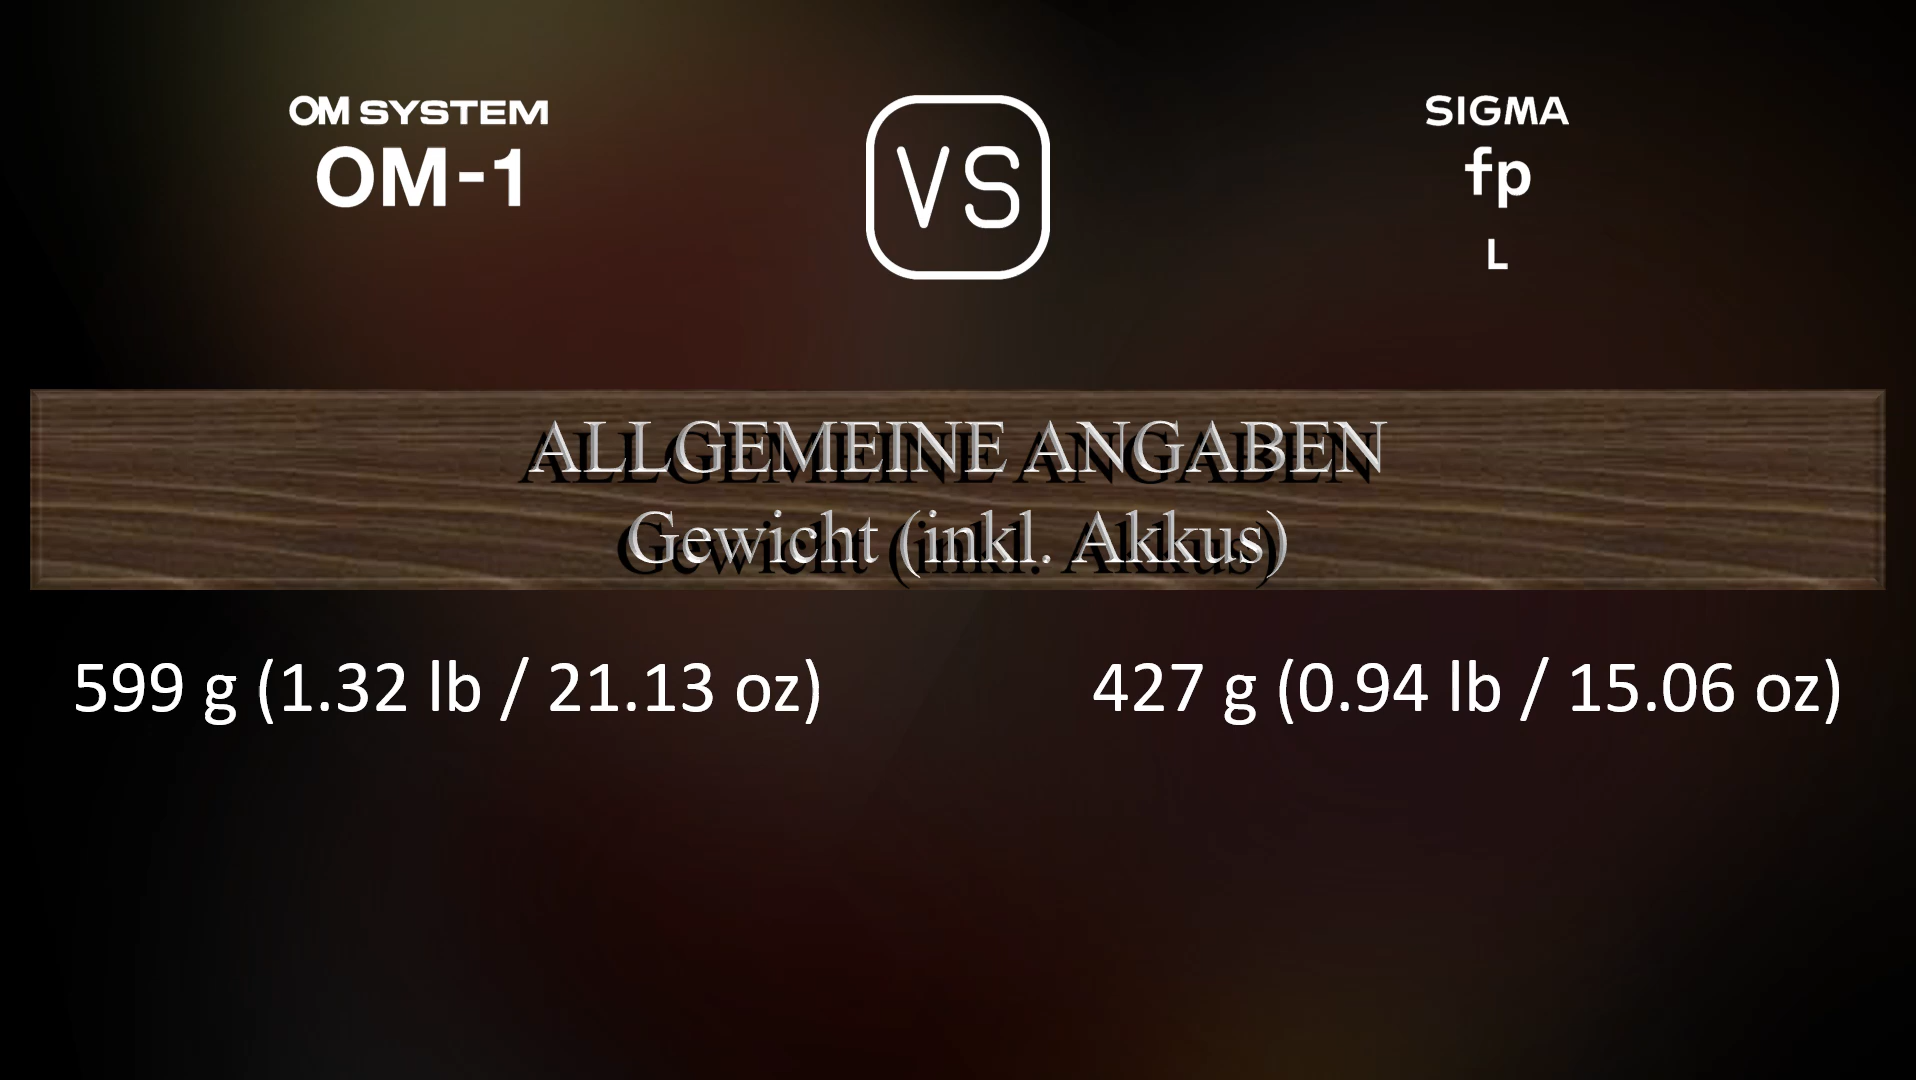 OM SYSTEM
OM-1
VS
SIGMA
fp
L
ALLGEMEINE ANGABEN
Gewicht (inkl. Akkus)
599 g (1.32 lb / 21.13 oz)
427 g (0.94 lb / 15.06 oz)